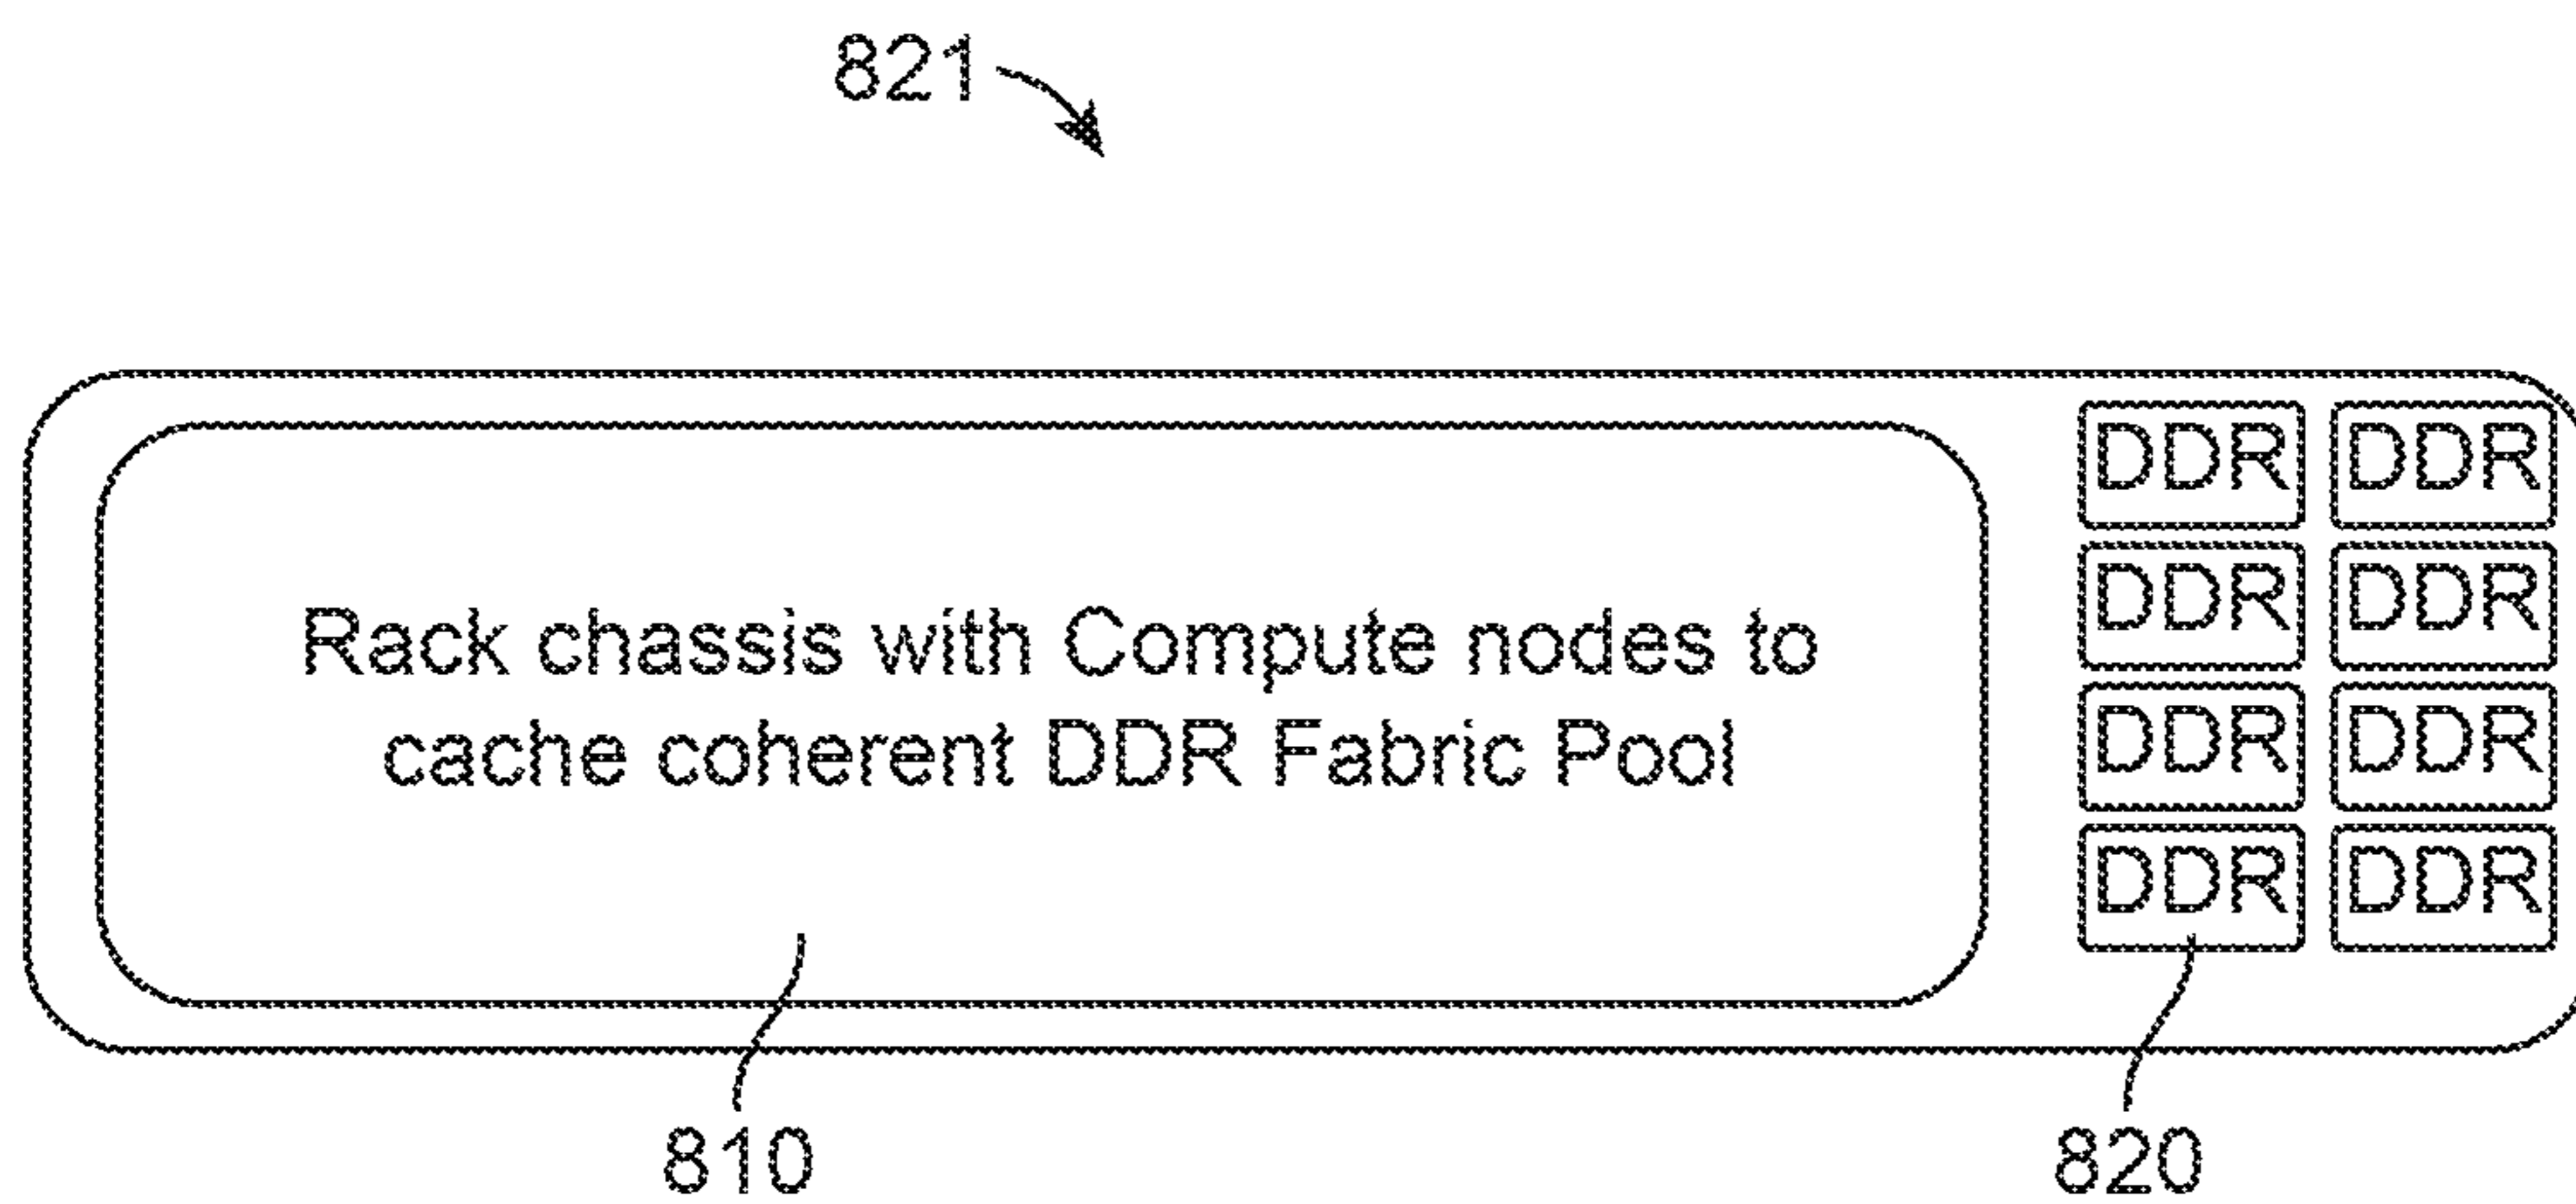 821
DDR DDR
DDR DDR
Rack chassis with Compute nodes to
cache coherent DDR Fabric Pool
DDR DDR
DDR DDR
810
820